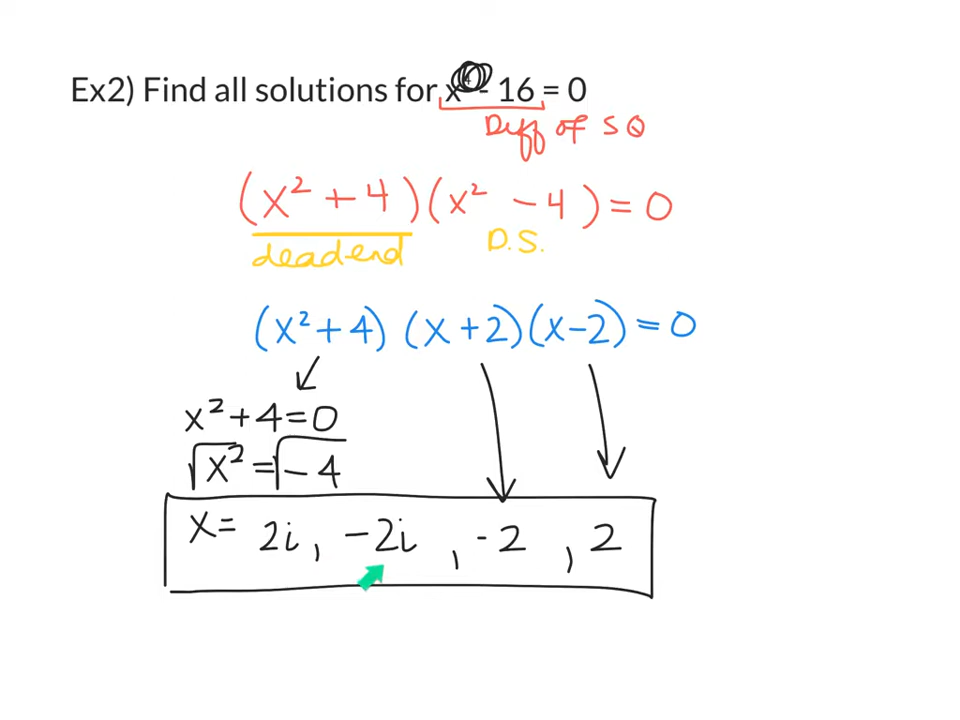 Ex2) Find all solutions for x⁴ - 16 = 0
Diff of SQ
(x² + 4)(x² - 4) = 0
deadend D.S.
(x² + 4) (x + 2)(x - 2) = 0
x² + 4 = 0
√x² = √-4
x = 2i, -2i, -2, 2